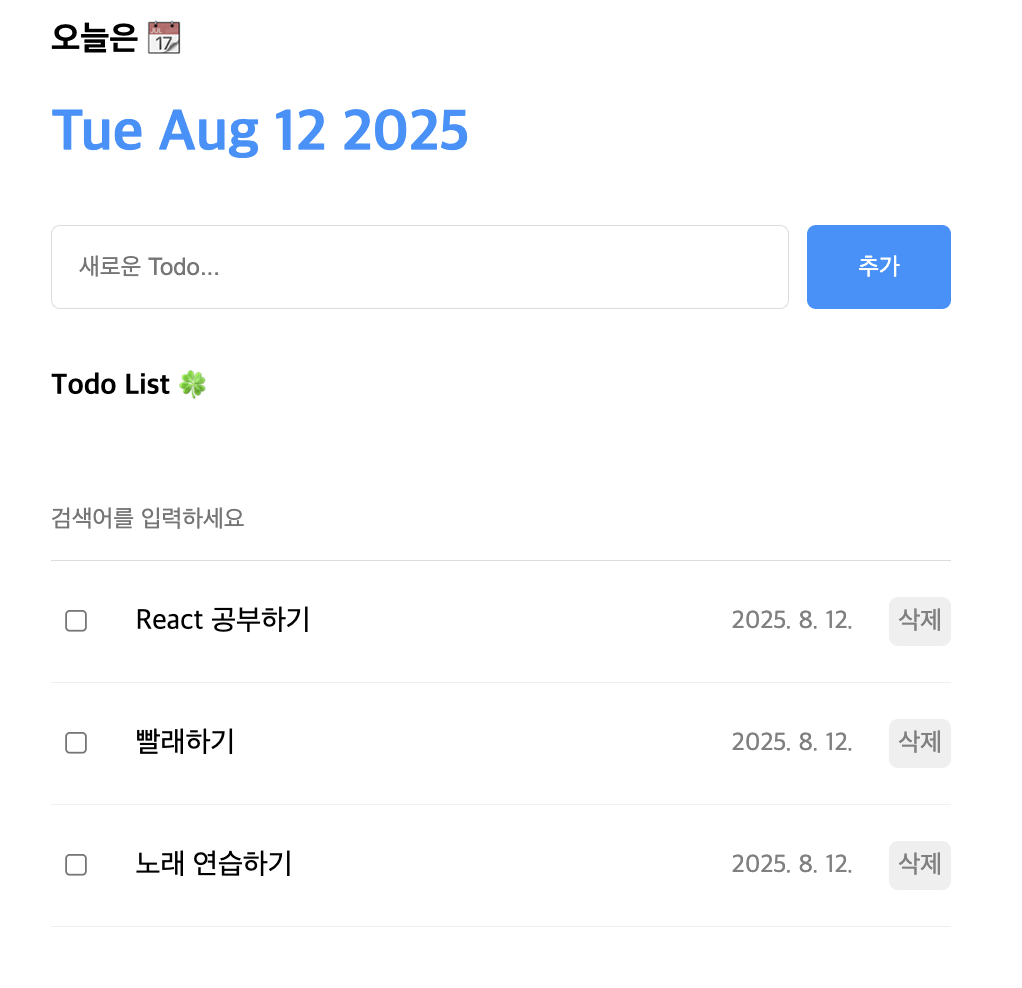 오늘은 📆
Tue Aug 12 2025
새로운 Todo...
추가
Todo List 🍀
검색어를 입력하세요
React 공부하기 2025. 8. 12. 삭제
빨래하기 2025. 8. 12. 삭제
노래 연습하기 2025. 8. 12. 삭제